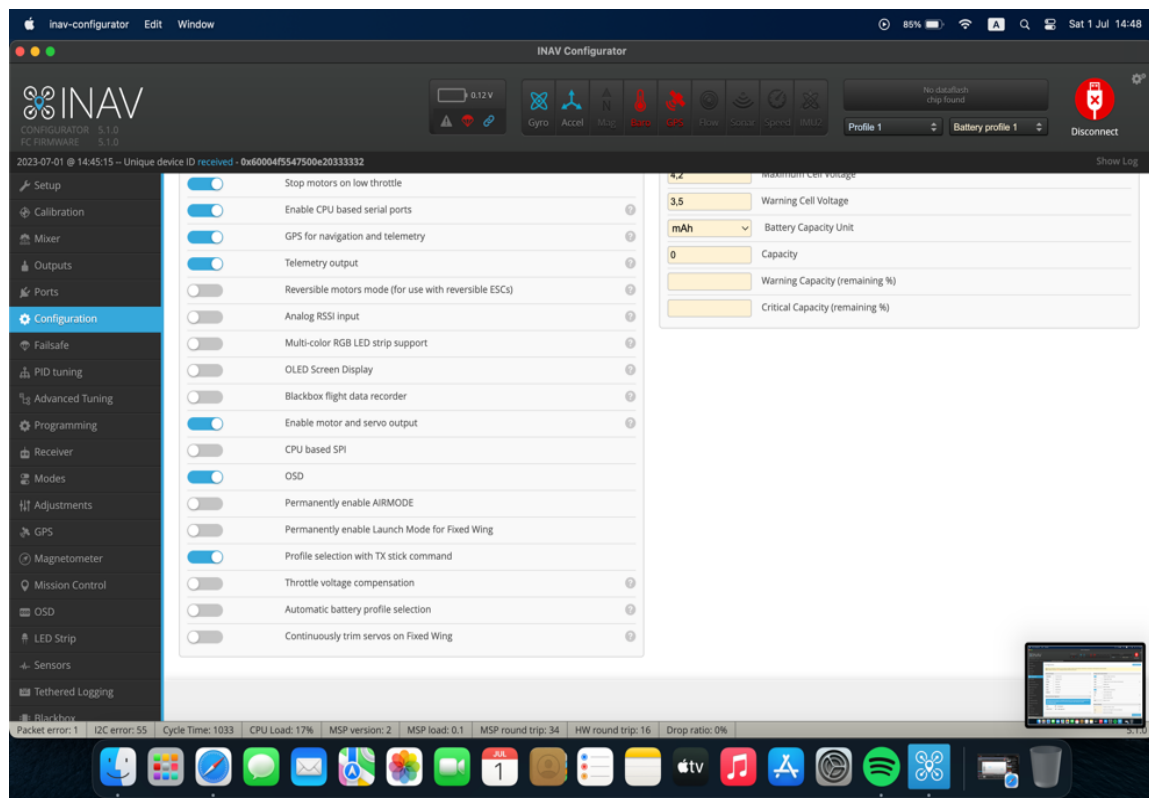 inav-configurator Edit Window
85% A Sat 1 Jul 14:48
INAV Configurator
INAV
CONFIGURATOR 5.1.0
FC FIRMWARE 5.1.0
0.12 V
Gyro Accel Mag Baro GPS Flow Sonar Speed IMU2
No dataflash
chip found
Profile 1 Battery profile 1
Disconnect
2023-07-01 @ 14:45:15 -- Unique device ID received - 0x60004f5547500e20333332
Show Log
Setup
Calibration
Mixer
Outputs
Ports
Configuration
Failsafe
PID tuning
Advanced Tuning
Programming
Receiver
Modes
Adjustments
GPS
Magnetometer
Mission Control
OSD
LED Strip
Sensors
Tethered Logging
Blackbox
Stop motors on low throttle
Enable CPU based serial ports
GPS for navigation and telemetry
Telemetry output
Reversible motors mode (for use with reversible ESCs)
Analog RSSI input
Multi-color RGB LED strip support
OLED Screen Display
Blackbox flight data recorder
Enable motor and servo output
CPU based SPI
OSD
Permanently enable AIRMODE
Permanently enable Launch Mode for Fixed Wing
Profile selection with TX stick command
Throttle voltage compensation
Automatic battery profile selection
Continuously trim servos on Fixed Wing
4,2 Maximum Cell Voltage
3,5 Warning Cell Voltage
mAh Battery Capacity Unit
0 Capacity
Warning Capacity (remaining %)
Critical Capacity (remaining %)
Packet error: 1 I2C error: 55 Cycle Time: 1033 CPU Load: 17% MSP version: 2 MSP load: 0.1 MSP round trip: 34 HW round trip: 16 Drop ratio: 0% 5.1.0
JUL
1
tv